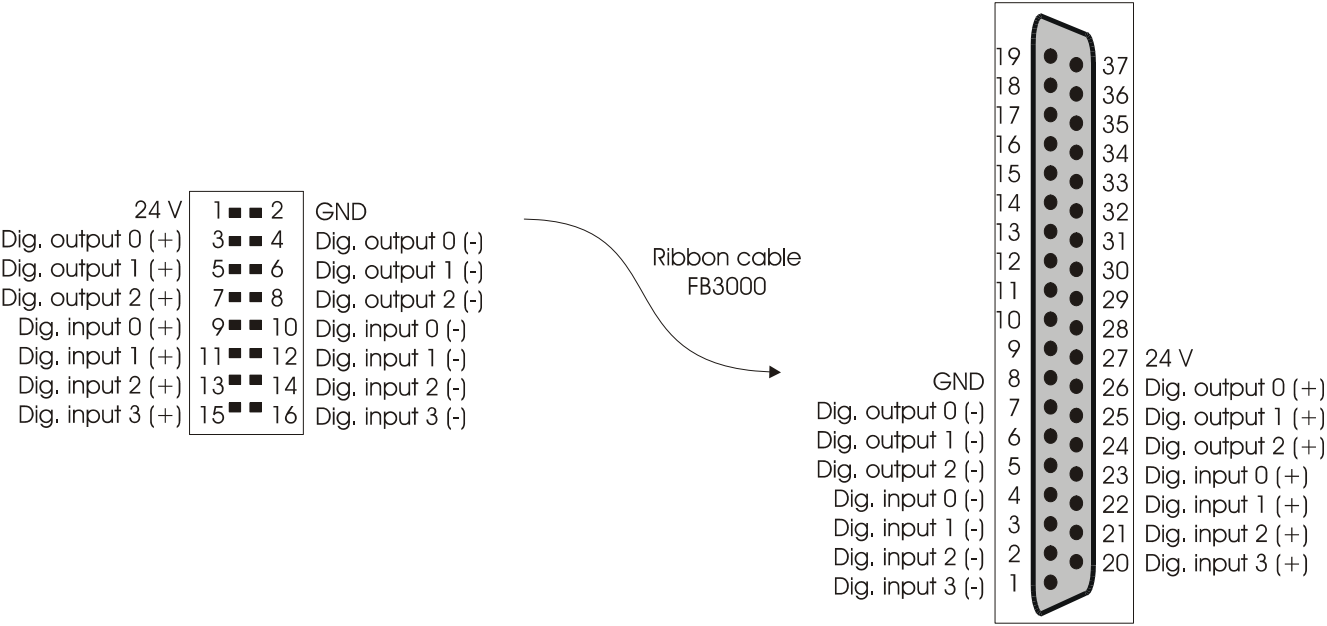 24 V 1 2 GND
Dig. output 0 (+) 3 4 Dig. output 0 (-)
Dig. output 1 (+) 5 6 Dig. output 1 (-)
Dig. output 2 (+) 7 8 Dig. output 2 (-)
Dig. input 0 (+) 9 10 Dig. input 0 (-)
Dig. input 1 (+) 11 12 Dig. input 1 (-)
Dig. input 2 (+) 13 14 Dig. input 2 (-)
Dig. input 3 (+) 15 16 Dig. input 3 (-)
Ribbon cable
FB3000
19 37
18 36
17 35
16 34
15 33
14 32
13 31
12 30
11 29
10 28
9 27 24 V
GND 8 26 Dig. output 0 (+)
Dig. output 0 (-) 7 25 Dig. output 1 (+)
Dig. output 1 (-) 6 24 Dig. output 2 (+)
Dig. output 2 (-) 5 23 Dig. input 0 (+)
Dig. input 0 (-) 4 22 Dig. input 1 (+)
Dig. input 1 (-) 3 21 Dig. input 2 (+)
Dig. input 2 (-) 2 20 Dig. input 3 (+)
Dig. input 3 (-) 1